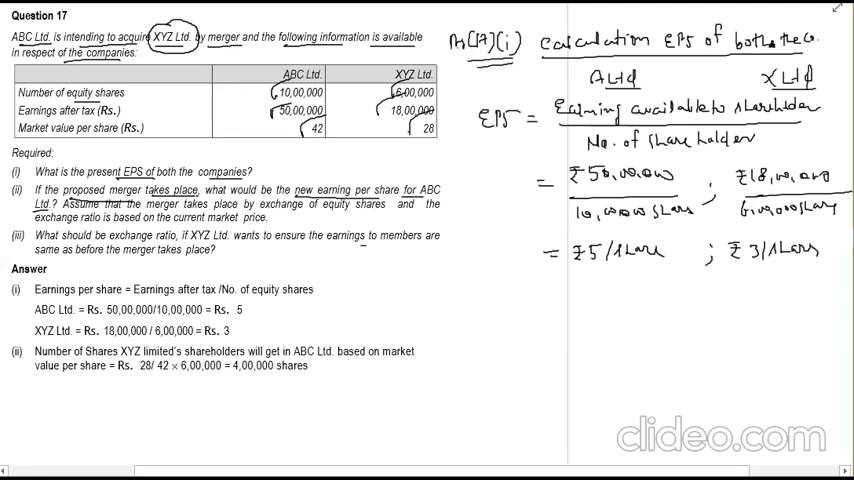 Question 17
ABC Ltd. is intending to acquire XYZ Ltd. by merger and the following information is available
in respect of the companies:
ABC Ltd. XYZ Ltd.
Number of equity shares 10,00,000 6,00,000
Earnings after tax (Rs.) 50,00,000 18,00,000
Market value per share (Rs.) 42 28
Required:
(i) What is the present EPS of both the companies?
(ii) If the proposed merger takes place, what would be the new earning per share for ABC
Ltd.? Assume that the merger takes place by exchange of equity shares and the
exchange ratio is based on the current market price.
(iii) What should be exchange ratio, if XYZ Ltd. wants to ensure the earnings to members are
same as before the merger takes place?
Answer
(i) Earnings per share = Earnings after tax /No. of equity shares
ABC Ltd. = Rs. 50,00,000/10,00,000 = Rs. 5
XYZ Ltd. = Rs. 18,00,000 / 6,00,000 = Rs. 3
(ii) Number of Shares XYZ limited's shareholders will get in ABC Ltd. based on market
value per share = Rs. 28/ 42 × 6,00,000 = 4,00,000 shares
(i) calculation EPS of both the co.
A Ltd X Ltd
EPS = Earning available to shareholder
No. of shareholder
= ₹50,00,000 ; ₹18,00,000
10,00,000 share 6,00,000 share
= ₹5/share ; ₹3/share
clideo.com